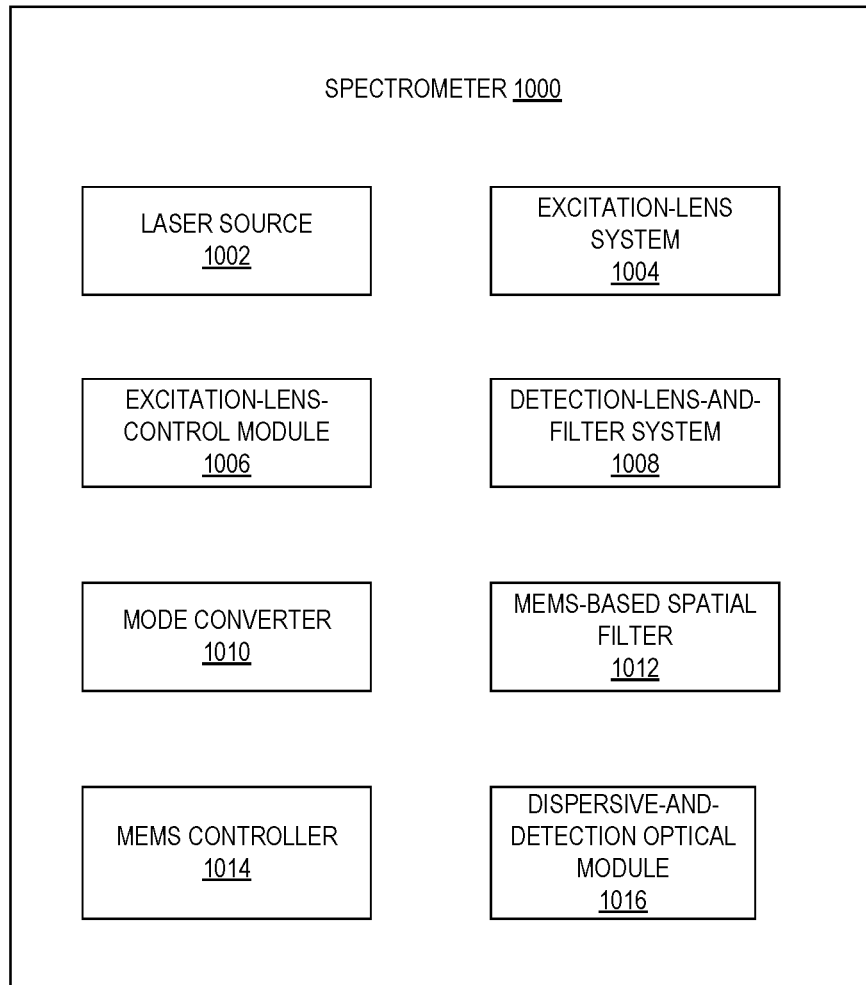 SPECTROMETER 1000
LASER SOURCE
1002
EXCITATION-LENS
SYSTEM
1004
EXCITATION-LENS-
CONTROL MODULE
1006
DETECTION-LENS-AND-
FILTER SYSTEM
1008
MODE CONVERTER
1010
MEMS-BASED SPATIAL
FILTER
1012
MEMS CONTROLLER
1014
DISPERSIVE-AND-
DETECTION OPTICAL
MODULE
1016